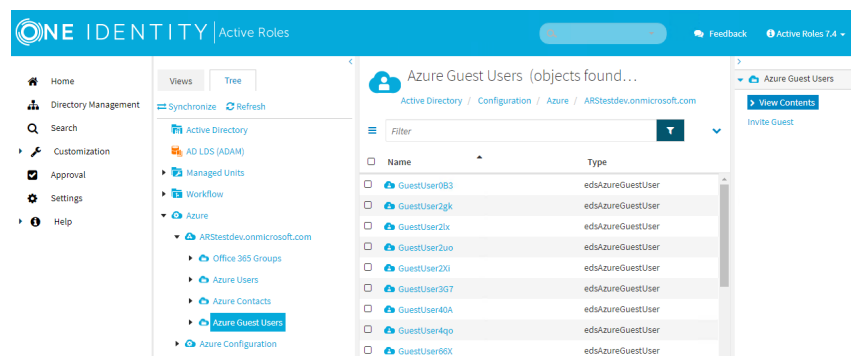 ONE IDENTITY Active Roles
Feedback
Active Roles 7.4
Home
Directory Management
Search
Customization
Approval
Settings
Help
Views
Tree
Synchronize
Refresh
Active Directory
AD LDS (ADAM)
Managed Units
Workflow
Azure
ARStestdev.onmicrosoft.com
Office 365 Groups
Azure Users
Azure Contacts
Azure Guest Users
Azure Configuration
Azure Guest Users (objects found...
Active Directory / Configuration / Azure / ARStestdev.onmicrosoft.com
Filter
Name Type
GuestUser0B3 edsAzureGuestUser
GuestUser2gk edsAzureGuestUser
GuestUser2lx edsAzureGuestUser
GuestUser2uo edsAzureGuestUser
GuestUser2Xi edsAzureGuestUser
GuestUser3G7 edsAzureGuestUser
GuestUser40A edsAzureGuestUser
GuestUser4qo edsAzureGuestUser
GuestUser66X edsAzureGuestUser
Azure Guest Users
View Contents
Invite Guest